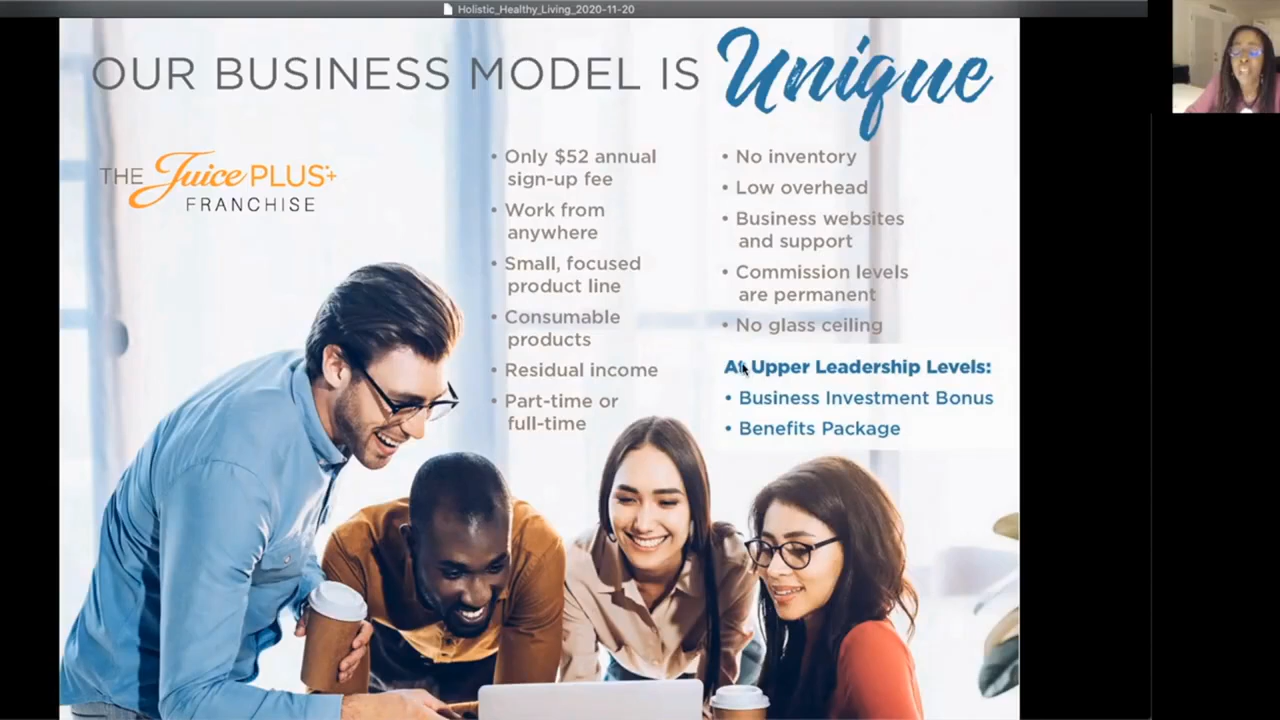 Holistic_Healthy_Living_2020-11-20
OUR BUSINESS MODEL IS Unique
THE Juice PLUS+
FRANCHISE
• Only $52 annual
sign-up fee
• Work from
anywhere
• Small, focused
product line
• Consumable
products
• Residual income
• Part-time or
full-time
• No inventory
• Low overhead
• Business websites
and support
• Commission levels
are permanent
• No glass ceiling
At Upper Leadership Levels:
• Business Investment Bonus
• Benefits Package